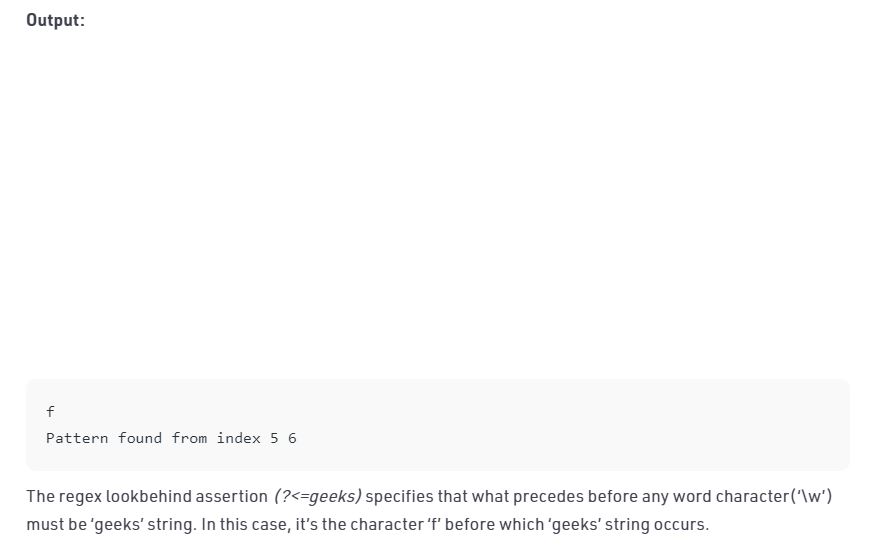 Output:
f
Pattern found from index 5 6
The regex lookbehind assertion (?<=geeks) specifies that what precedes before any word character(‘\w’)
must be ‘geeks’ string. In this case, it’s the character ‘f’ before which ‘geeks’ string occurs.